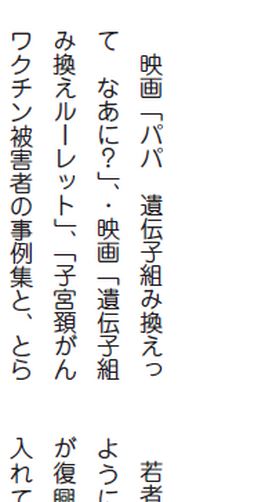 映画「パパ　遺伝子組み換えっ
て　なあに？」、・映画「遺伝子組
み換えルーレット」、「子宮頚がん
ワクチン被害者の事例集と、とら
若者
ように
が復興
入れて